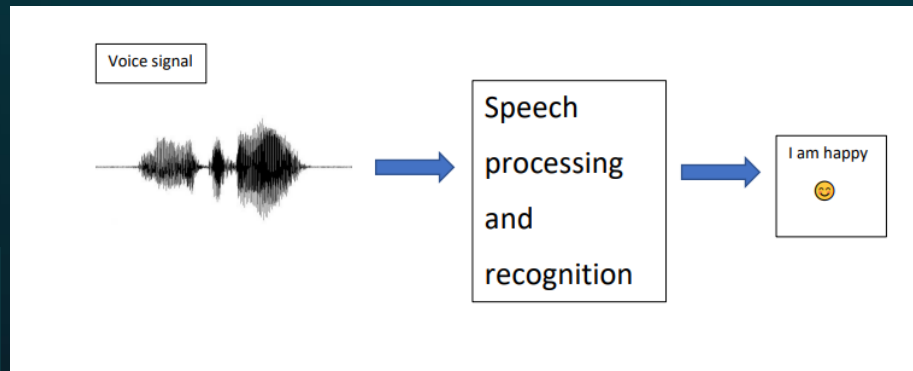 Voice signal
Speech
processing
and
recognition
I am happy
😊